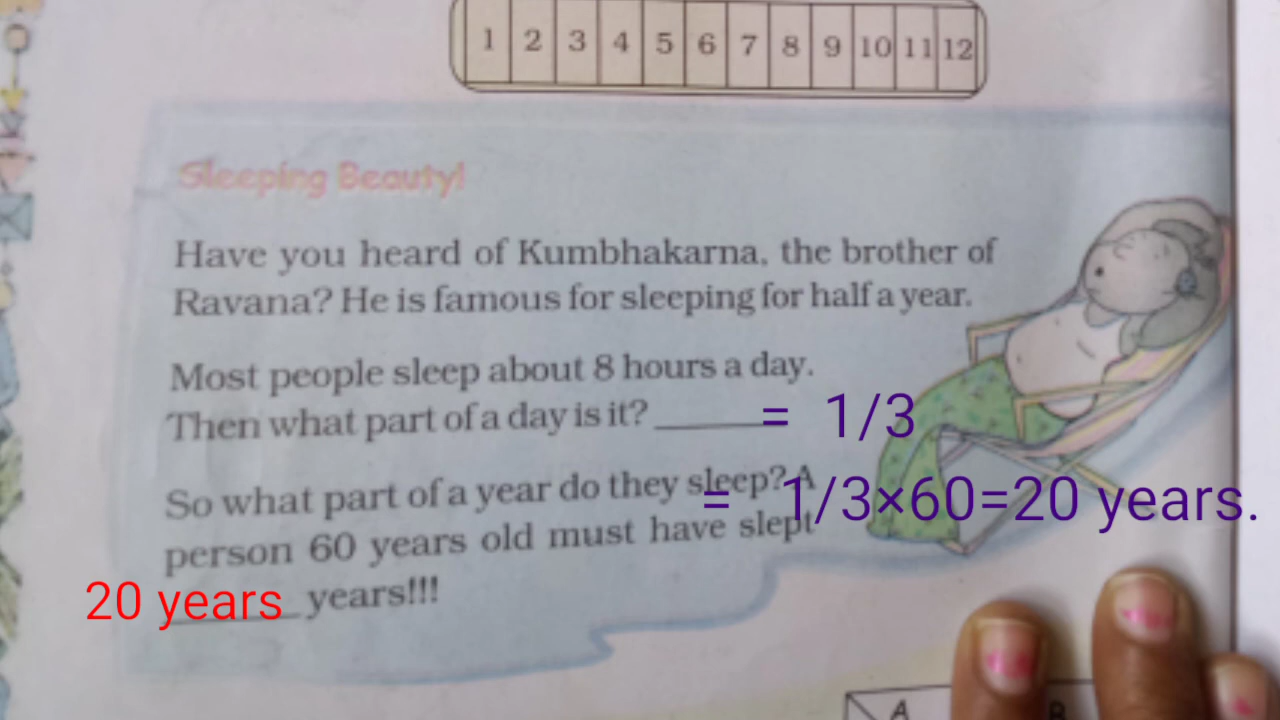 1 2 3 4 5 6 7 8 9 10 11 12
Sleeping Beauty!
Have you heard of Kumbhakarna, the brother of
Ravana? He is famous for sleeping for half a year.
Most people sleep about 8 hours a day.
Then what part of a day is it? ______= 1/3
So what part of a year do they sleep? A
= 1/3×60=20 years.
person 60 years old must have slept
20 years years!!!
A B